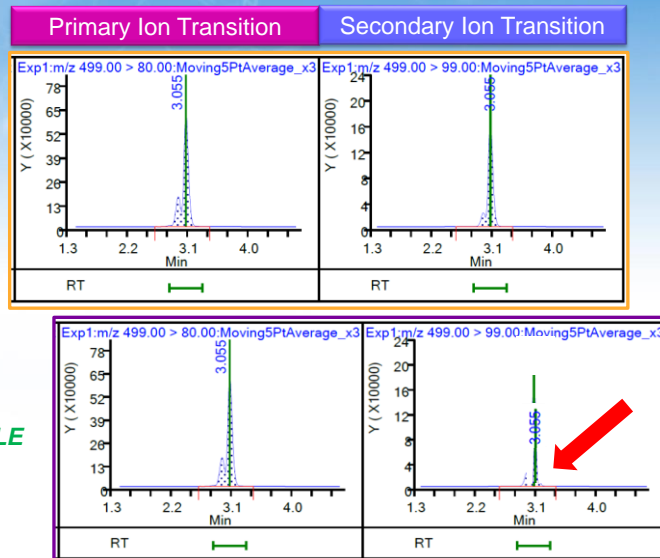 Primary Ion Transition Secondary Ion Transition
Exp1:m/z 499.00 > 80.00:Moving5PtAverage_x3
Y ( X10000)
78
65
52
39
26
13
0
3.055
1.3 2.2 3.1 4.0
Min
RT
Exp1:m/z 499.00 > 99.00:Moving5PtAverage_x3
Y ( X10000)
24
20
16
12
8
4
0
3.055
1.3 2.2 3.1 4.0
Min
RT
LE
Exp1:m/z 499.00 > 80.00:Moving5PtAverage_x3
Y ( X10000)
78
65
52
39
26
13
0
3.055
1.3 2.2 3.1 4.0
Min
RT
Exp1:m/z 499.00 > 99.00:Moving5PtAverage_x3
Y ( X10000)
24
20
16
12
8
4
0
3.055
1.3 2.2 3.1 4.0
Min
RT